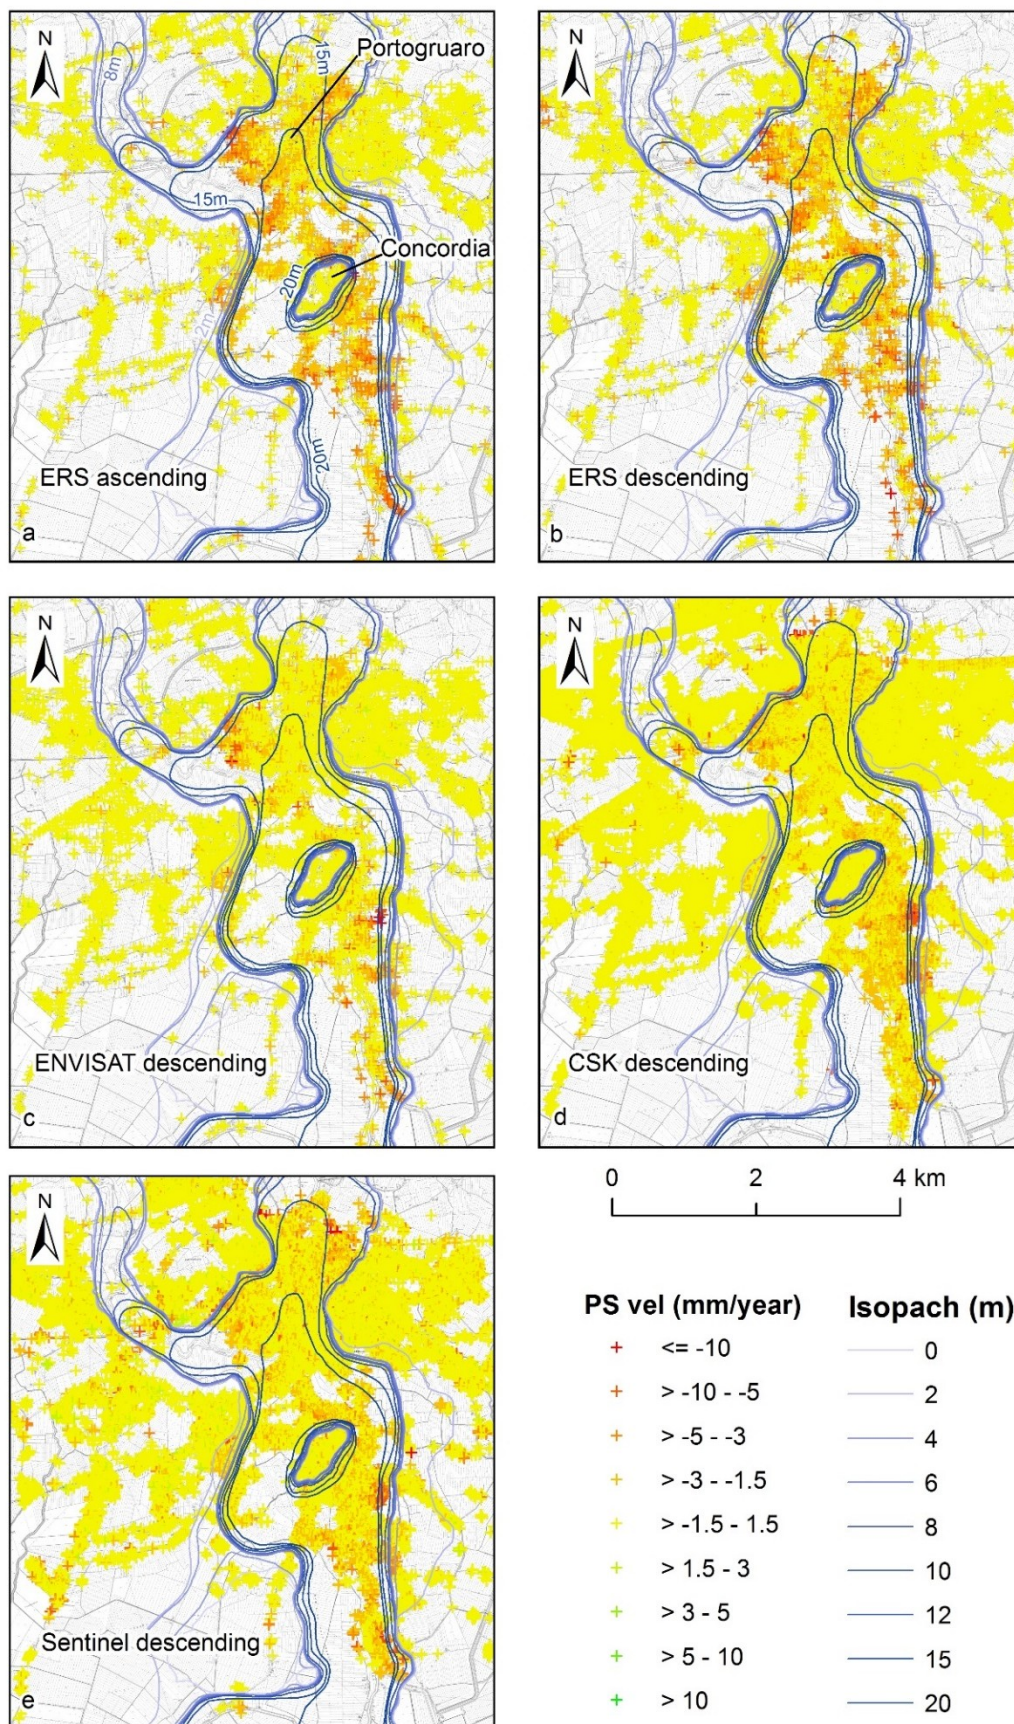 N
8m
15m
Portogruaro
15m
Concordia
20m
2m
20m
ERS ascending
a
N
ERS descending
b
N
ENVISAT descending
c
N
CSK descending
d
N
Sentinel descending
e
0 2 4 km
PS vel (mm/year) Isopach (m)
<= -10 0
> -10 - -5 2
> -5 - -3 4
> -3 - -1.5 6
> -1.5 - 1.5 8
> 1.5 - 3 10
> 3 - 5 12
> 5 - 10 15
> 10 20